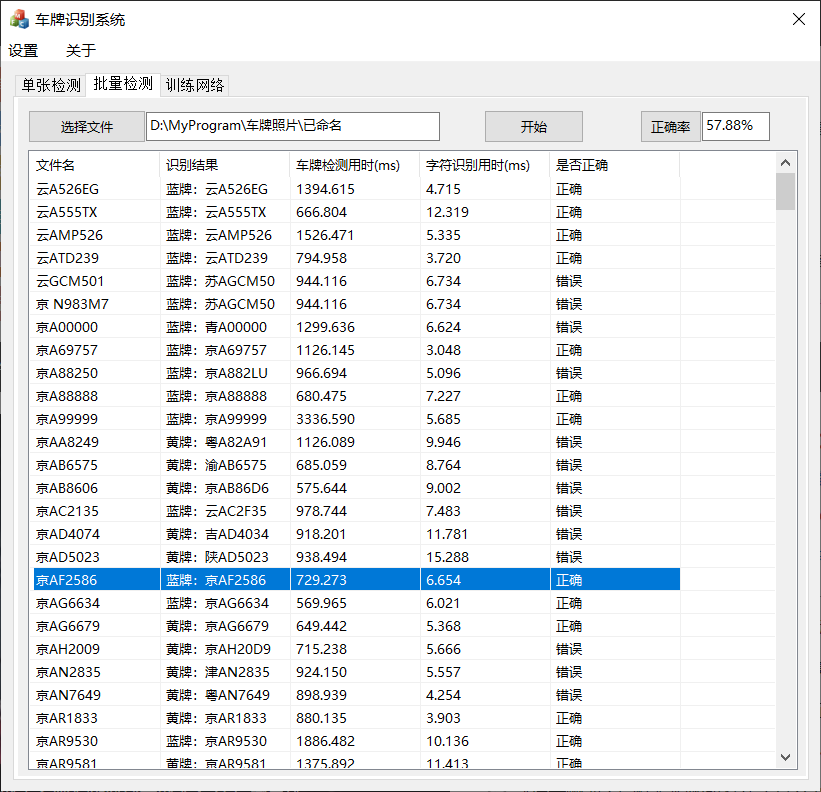 车牌识别系统
设置 关于
单张检测 批量检测 训练网络
选择文件 D:\MyProgram\车牌照片\已命名 开始 正确率 57.88%
文件名 识别结果 车牌检测用时(ms) 字符识别用时(ms) 是否正确
云A526EG 蓝牌：云A526EG 1394.615 4.715 正确
云A555TX 蓝牌：云A555TX 666.804 12.319 正确
云AMP526 蓝牌：云AMP526 1526.471 5.335 正确
云ATD239 蓝牌：云ATD239 794.958 3.720 正确
云GCM501 蓝牌：苏AGCM50 944.116 6.734 错误
京 N983M7 蓝牌：苏AGCM50 944.116 6.734 错误
京A00000 蓝牌：青A00000 1299.636 6.624 错误
京A69757 蓝牌：京A69757 1126.145 3.048 正确
京A88250 蓝牌：京A882LU 966.694 5.096 错误
京A88888 蓝牌：京A88888 680.475 7.227 正确
京A99999 蓝牌：京A99999 3336.590 5.685 正确
京AA8249 黄牌：粤A82A91 1126.089 9.946 错误
京AB6575 黄牌：渝AB6575 685.059 8.764 错误
京AB8606 黄牌：京AB86D6 575.644 9.002 错误
京AC2135 蓝牌：云AC2F35 978.744 7.483 错误
京AD4074 黄牌：吉AD4034 918.201 11.781 错误
京AD5023 黄牌：陕AD5023 938.494 15.288 错误
京AF2586 蓝牌：京AF2586 729.273 6.654 正确
京AG6634 蓝牌：京AG6634 569.965 6.021 正确
京AG6679 黄牌：京AG6679 649.442 5.368 正确
京AH2009 黄牌：京AH20D9 715.238 5.666 错误
京AN2835 黄牌：津AN2835 924.150 5.557 错误
京AN7649 黄牌：粤AN7649 898.939 4.254 错误
京AR1833 黄牌：京AR1833 880.135 3.903 正确
京AR9530 蓝牌：京AR9530 1886.482 10.136 正确
京AR9581 黄牌：京AR9581 1375.892 11.413 正确